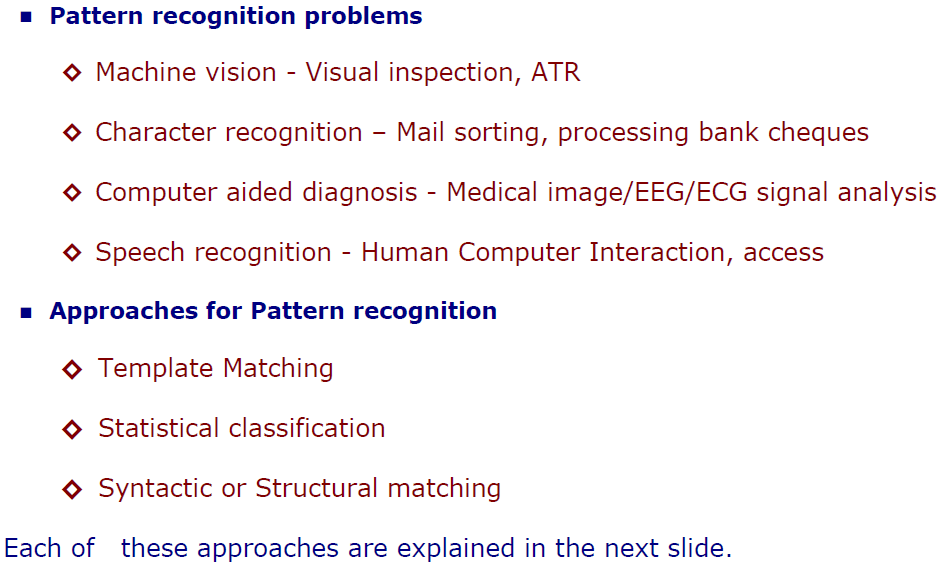 ▪ Pattern recognition problems
◇ Machine vision - Visual inspection, ATR
◇ Character recognition – Mail sorting, processing bank cheques
◇ Computer aided diagnosis - Medical image/EEG/ECG signal analysis
◇ Speech recognition - Human Computer Interaction, access
▪ Approaches for Pattern recognition
◇ Template Matching
◇ Statistical classification
◇ Syntactic or Structural matching
Each of these approaches are explained in the next slide.